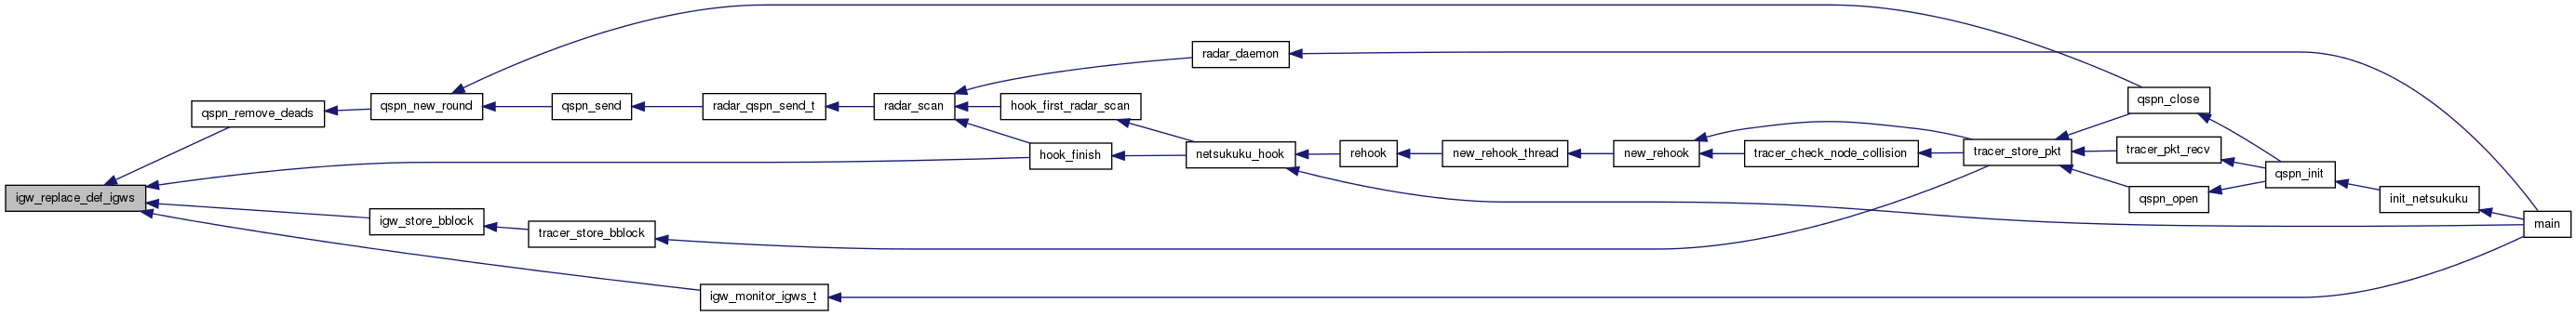 igw_replace_def_igws
qspn_remove_deads
qspn_new_round
qspn_send
radar_qspn_send_t
radar_scan
radar_daemon
hook_first_radar_scan
hook_finish
netsukuku_hook
rehook
new_rehook_thread
new_rehook
tracer_check_node_collision
tracer_store_pkt
qspn_close
tracer_pkt_recv
qspn_open
qspn_init
init_netsukuku
main
igw_store_bblock
tracer_store_bblock
igw_monitor_igws_t